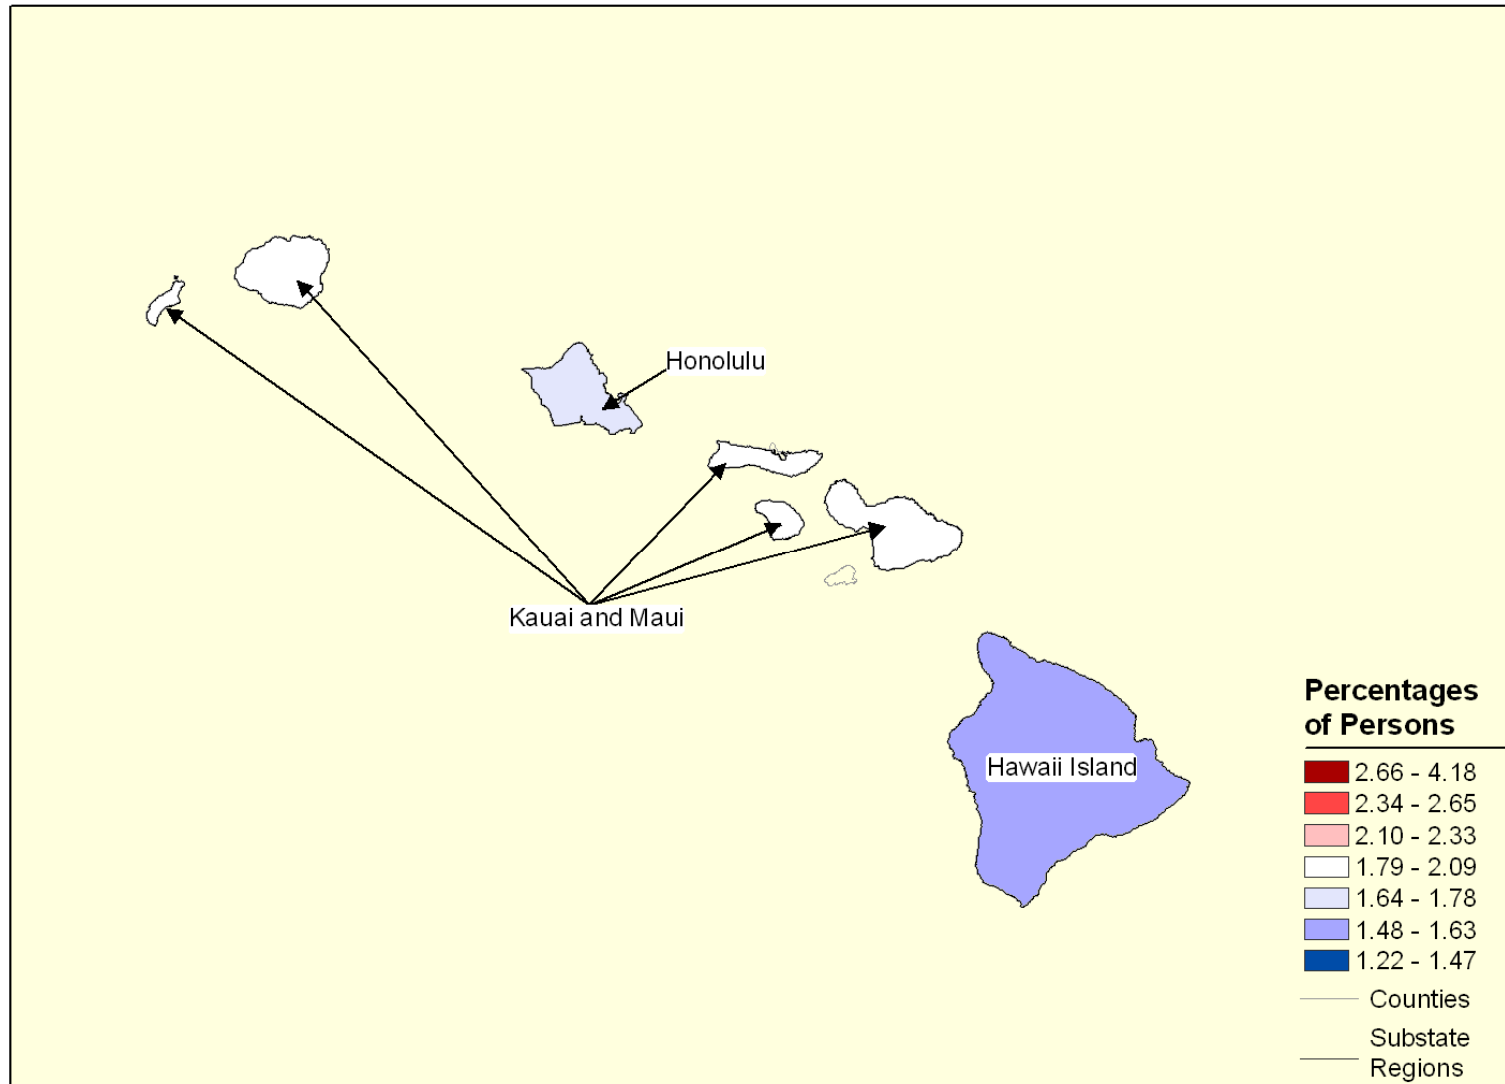 Honolulu
Kauai and Maui
Hawaii Island
Percentages
of Persons
2.66 - 4.18
2.34 - 2.65
2.10 - 2.33
1.79 - 2.09
1.64 - 1.78
1.48 - 1.63
1.22 - 1.47
Counties
Substate
Regions